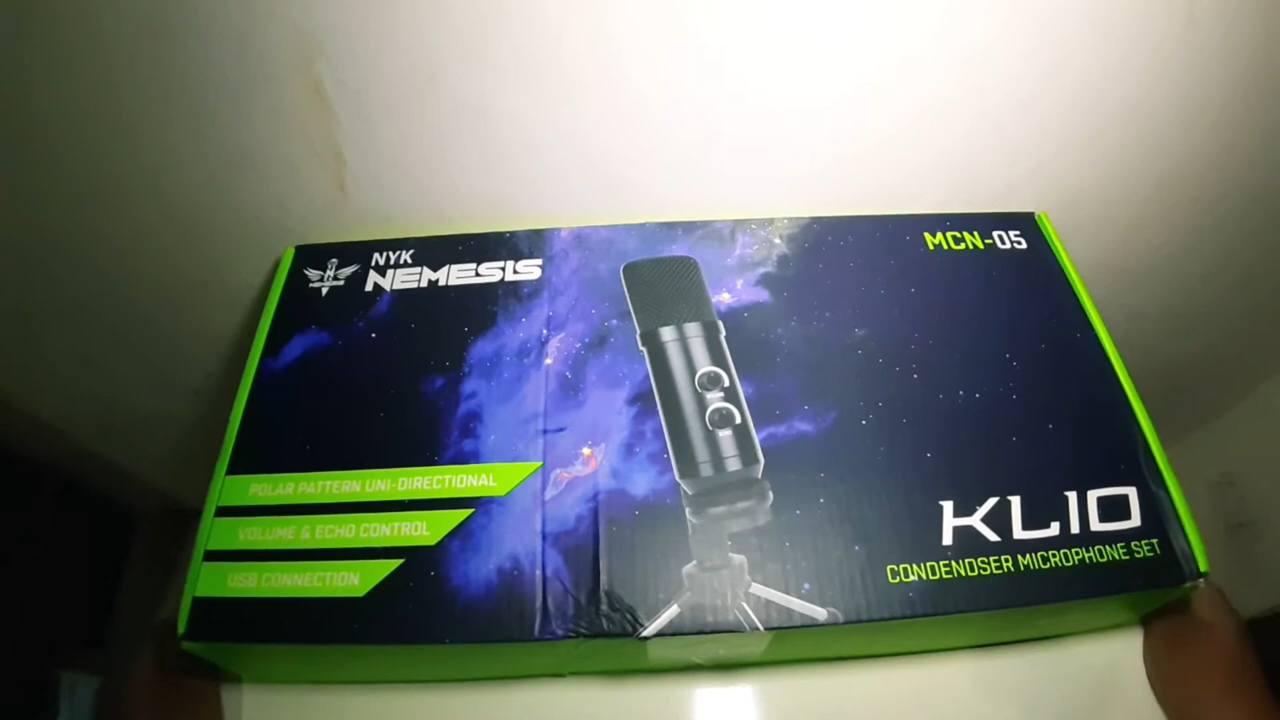 NYK
NEMESIS
MCN-05
POLAR PATTERN UNI-DIRECTIONAL
VOLUME & ECHO CONTROL
USB CONNECTION
KLIO
CONDENDSER MICROPHONE SET